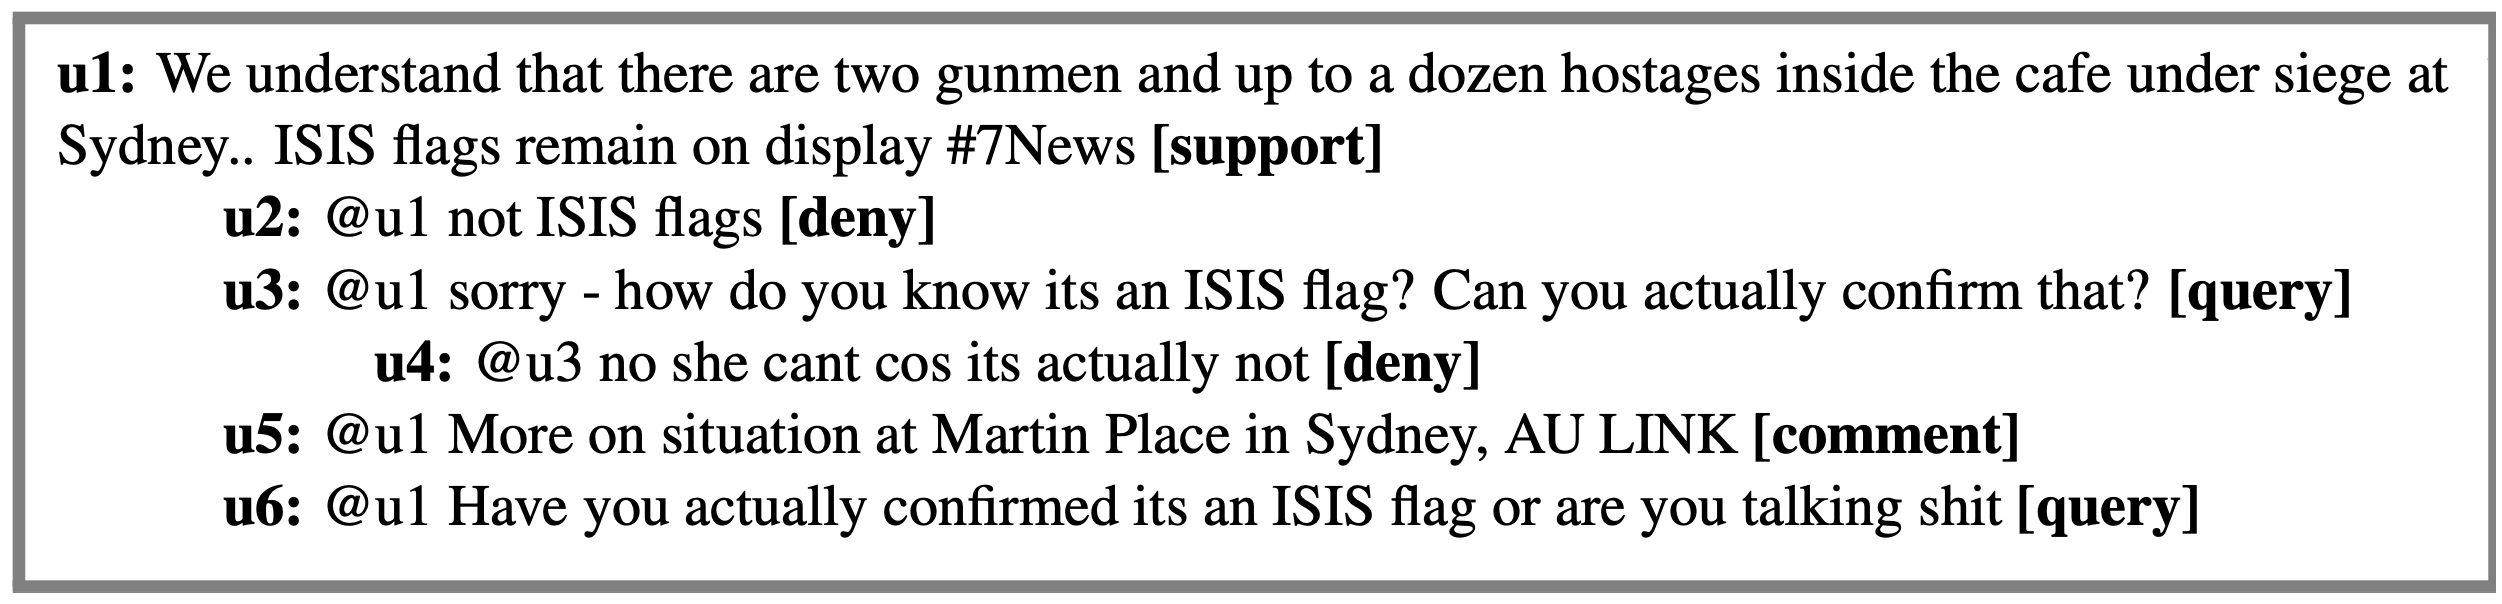 u1: We understand that there are two gunmen and up to a dozen hostages inside the cafe under siege at
Sydney.. ISIS flags remain on display #7News [support]
u2: @u1 not ISIS flags [deny]
u3: @u1 sorry - how do you know its an ISIS flag? Can you actually confirm that? [query]
u4: @u3 no she cant cos its actually not [deny]
u5: @u1 More on situation at Martin Place in Sydney, AU LINK [comment]
u6: @u1 Have you actually confirmed its an ISIS flag or are you talking shit [query]